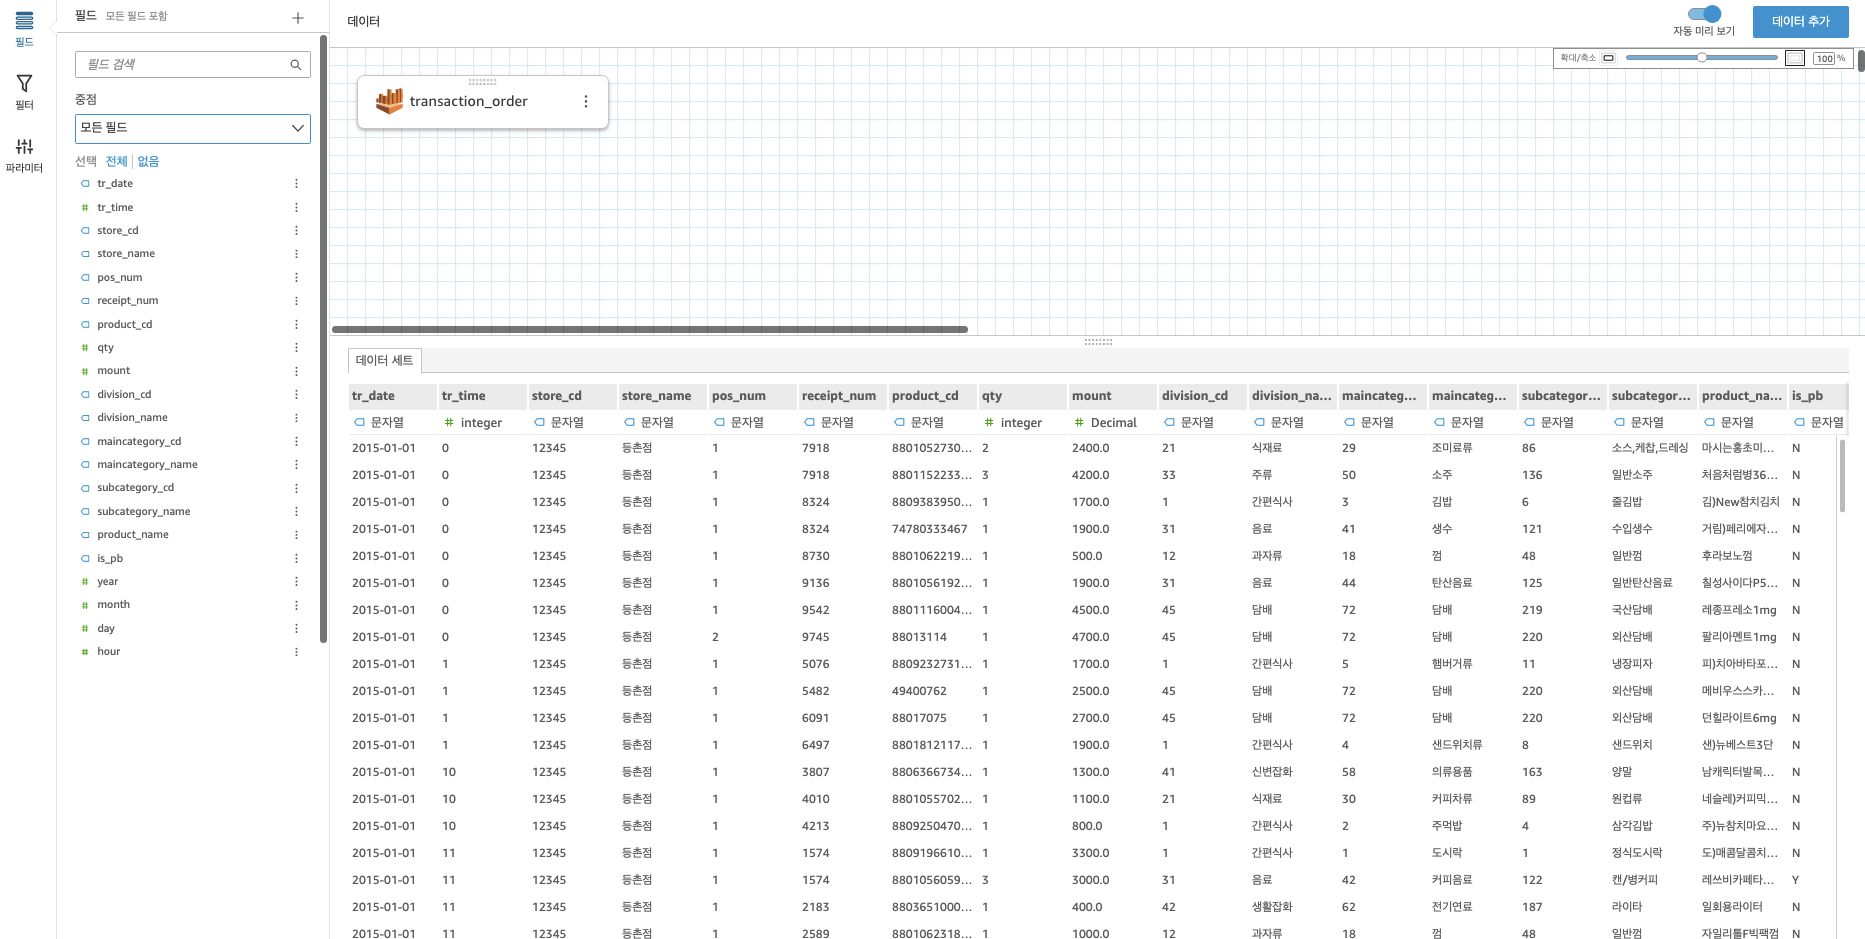 필드
필터
파라미터
필드 모든 필드 포함
필드 검색
중점
모든 필드
선택 전체 없음
tr_date
tr_time
store_cd
store_name
pos_num
receipt_num
product_cd
qty
mount
division_cd
division_name
maincategory_cd
maincategory_name
subcategory_cd
subcategory_name
product_name
is_pb
year
month
day
hour
데이터
자동 미리 보기
데이터 추가
확대/축소 100 %
transaction_order
데이터 세트
tr_date tr_time store_cd store_name pos_num receipt_num product_cd qty mount division_cd division_na... maincateg... maincateg... subcategor... subcategor... product_na... is_pb
문자열 # integer 문자열 문자열 문자열 문자열 문자열 # integer # Decimal 문자열 문자열 문자열 문자열 문자열 문자열 문자열 문자열
2015-01-01 0 12345 등촌점 1 7918 8801052730... 2 2400.0 21 식재료 29 조미료류 86 소스,케찹,드레싱 마시는홍초미... N
2015-01-01 0 12345 등촌점 1 7918 8801152233... 3 4200.0 33 주류 50 소주 136 일반소주 처음처럼병36... N
2015-01-01 0 12345 등촌점 1 8324 8809383950... 1 1700.0 1 간편식사 3 김밥 6 줄김밥 김)New참치김치 N
2015-01-01 0 12345 등촌점 1 8324 74780333467 1 1900.0 31 음료 41 생수 121 수입생수 거림)페리에자... N
2015-01-01 0 12345 등촌점 1 8730 8801062219... 1 500.0 12 과자류 18 껌 48 일반껌 후라보노껌 N
2015-01-01 0 12345 등촌점 1 9136 8801056192... 1 1900.0 31 음료 44 탄산음료 125 일반탄산음료 칠성사이다P5... N
2015-01-01 0 12345 등촌점 1 9542 8801116004... 1 4500.0 45 담배 72 담배 219 국산담배 레종프레소1mg N
2015-01-01 0 12345 등촌점 2 9745 88013114 1 4700.0 45 담배 72 담배 220 외산담배 팔리아멘트1mg N
2015-01-01 1 12345 등촌점 1 5076 8809232731... 1 1700.0 1 간편식사 5 햄버거류 11 냉장피자 피)치아바타포... N
2015-01-01 1 12345 등촌점 1 5482 49400762 1 2500.0 45 담배 72 담배 220 외산담배 메비우스스카... N
2015-01-01 1 12345 등촌점 1 6091 88017075 1 2700.0 45 담배 72 담배 220 외산담배 던힐라이트6mg N
2015-01-01 1 12345 등촌점 1 6497 8801812117... 1 1900.0 1 간편식사 4 샌드위치류 8 샌드위치 샌)뉴베스트3단 N
2015-01-01 10 12345 등촌점 1 3807 8806366734... 1 1300.0 41 신변잡화 58 의류용품 163 양말 남캐릭터발목... N
2015-01-01 10 12345 등촌점 1 4010 8801055702... 1 1100.0 21 식재료 30 커피차류 89 원컵류 네슬레)커피믹... N
2015-01-01 10 12345 등촌점 1 4213 8809250470... 1 800.0 1 간편식사 2 주먹밥 4 삼각김밥 주)뉴참치마요... N
2015-01-01 11 12345 등촌점 1 1574 8809196610... 1 3300.0 1 간편식사 1 도시락 1 정식도시락 도)매콤달콤치... N
2015-01-01 11 12345 등촌점 1 1574 8801056059... 3 3000.0 31 음료 42 커피음료 122 캔/병커피 레쓰비카페타... Y
2015-01-01 11 12345 등촌점 1 2183 8803651000... 1 400.0 42 생활잡화 62 전기연료 187 라이타 일회용라이터 N
2015-01-01 11 12345 등촌점 1 2589 8801062318... 1 1000.0 12 과자류 18 껌 48 일반껌 자일리톨F빅팩껌 N